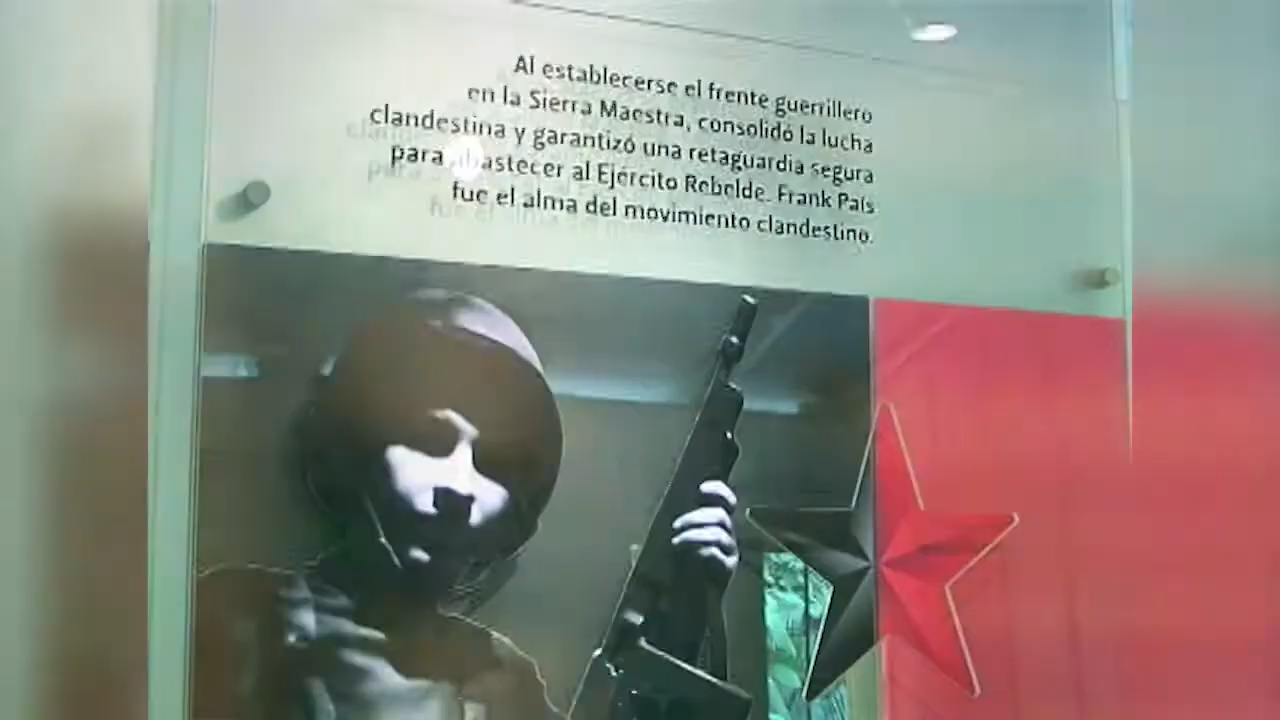 Al establecerse el frente guerrillero
en la Sierra Maestra, consolidó la lucha
clandestina y garantizó una retaguardia segura
para abastecer al Ejército Rebelde. Frank País
fue el alma del movimiento clandestino.